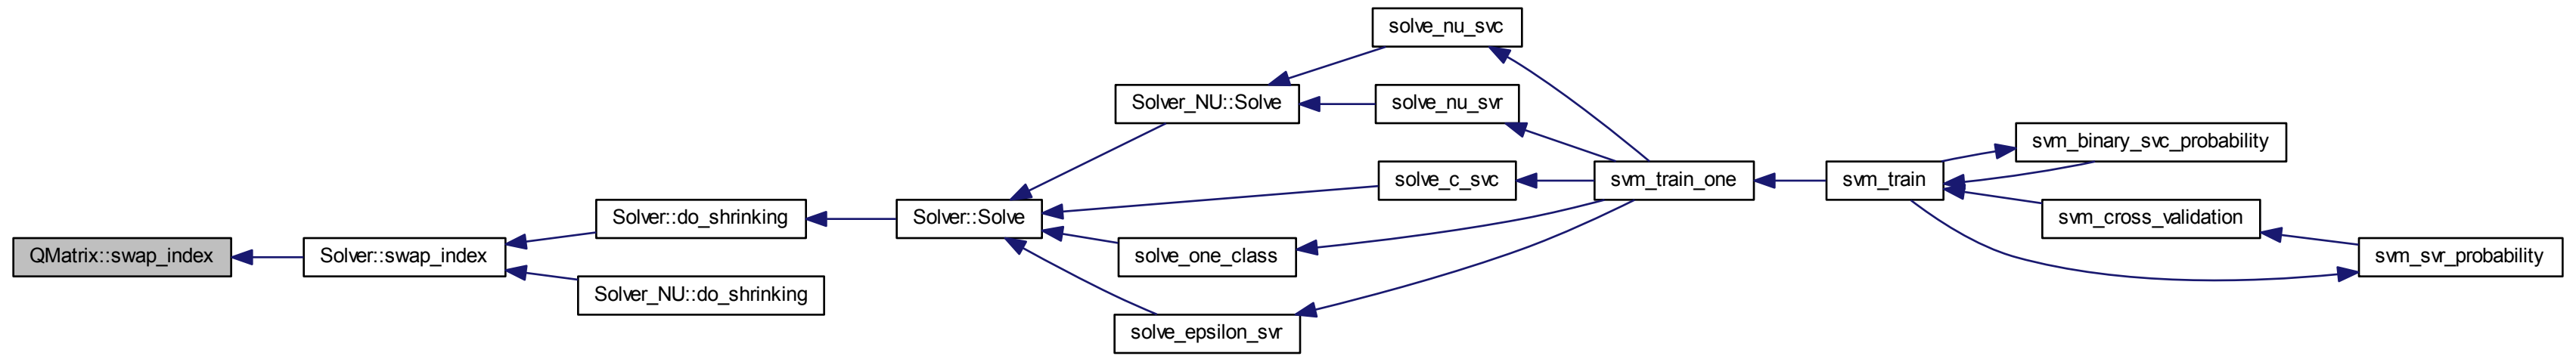 solve_nu_svc
Solver_NU::Solve
solve_nu_svr
svm_binary_svc_probability
solve_c_svc
svm_train_one
svm_train
Solver::do_shrinking
Solver::Solve
svm_cross_validation
QMatrix::swap_index
Solver::swap_index
solve_one_class
svm_svr_probability
Solver_NU::do_shrinking
solve_epsilon_svr